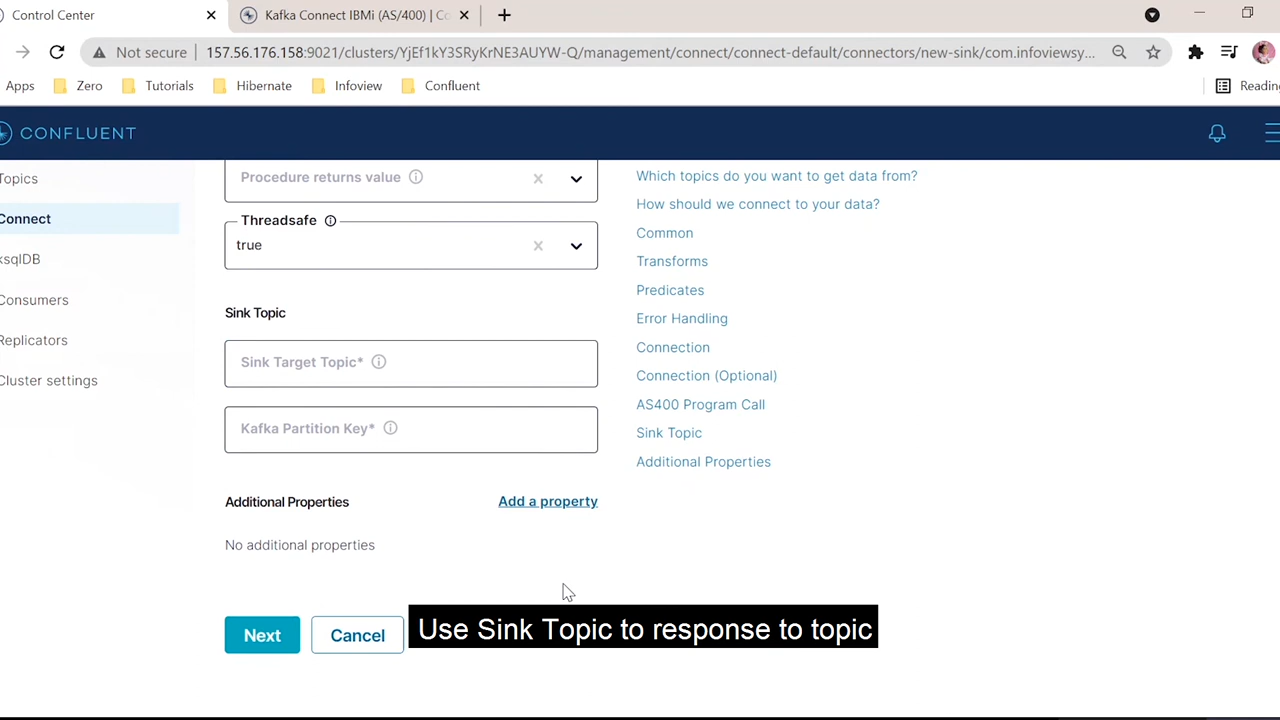 Control Center
Kafka Connect IBMi (AS/400) | Co
Not secure
157.56.176.158:9021/clusters/YjEf1kY3SRyKrNE3AUYW-Q/management/connect/connect-default/connectors/new-sink/com.infoviewsy...
Apps
Zero
Tutorials
Hibernate
Infoview
Confluent
Reading
CONFLUENT
Topics
Connect
ksqlDB
Consumers
Replicators
Cluster settings
Procedure returns value
Threadsafe
true
Sink Topic
Sink Target Topic*
Kafka Partition Key*
Additional Properties
Add a property
No additional properties
Next
Cancel
Which topics do you want to get data from?
How should we connect to your data?
Common
Transforms
Predicates
Error Handling
Connection
Connection (Optional)
AS400 Program Call
Sink Topic
Additional Properties
Use Sink Topic to response to topic